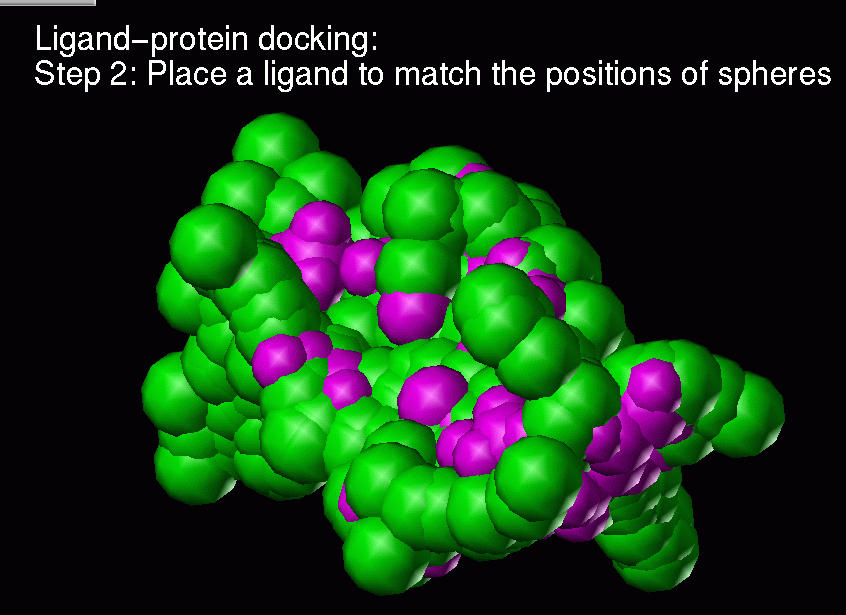 Ligand–protein docking:
Step 2: Place a ligand to match the positions of spheres